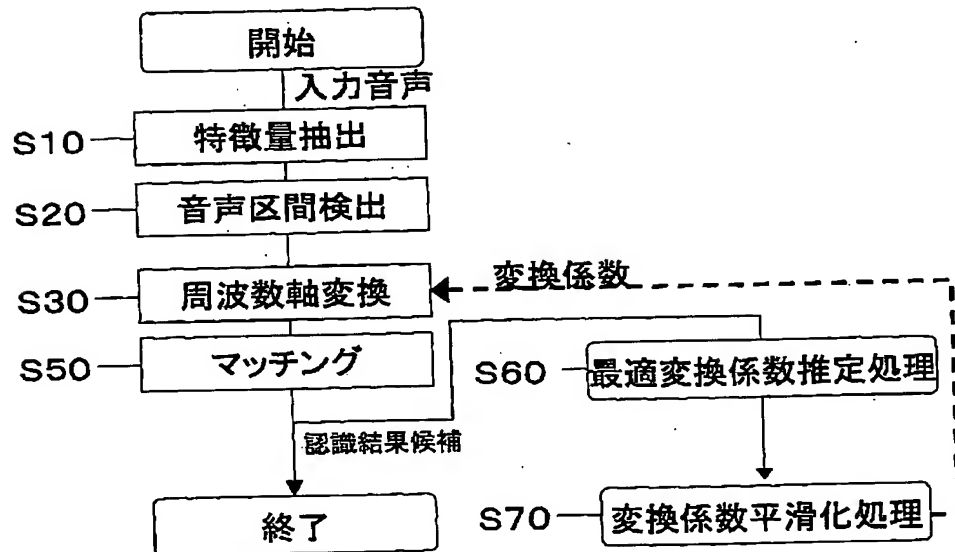 開始
入力音声
S10 特徴量抽出
S20 音声区間検出
S30 周波数軸変換
変換係数
S50 マッチング
S60 最適変換係数推定処理
認識結果候補
S70 変換係数平滑化処理
終了